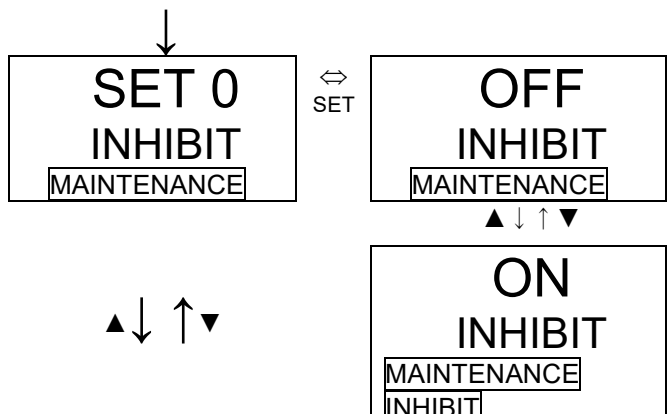 SET 0
INHIBIT
MAINTENANCE
⇔
SET
OFF
INHIBIT
MAINTENANCE
▲ ↓ ↑ ▼
ON
INHIBIT
MAINTENANCE
INHIBIT
▲↓ ↑▼